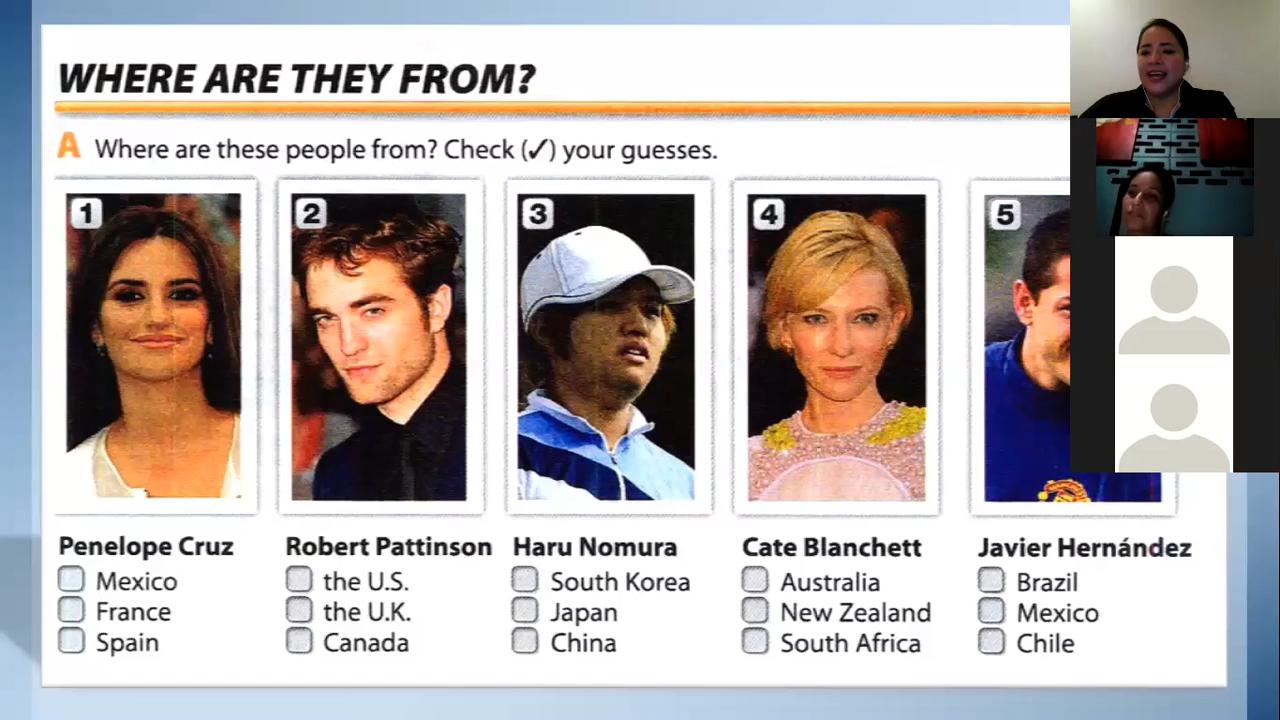 WHERE ARE THEY FROM?
A Where are these people from? Check (✓) your guesses.
1 2 3 4 5
Penelope Cruz
Mexico
France
Spain
Robert Pattinson
the U.S.
the U.K.
Canada
Haru Nomura
South Korea
Japan
China
Cate Blanchett
Australia
New Zealand
South Africa
Javier Hernández
Brazil
Mexico
Chile